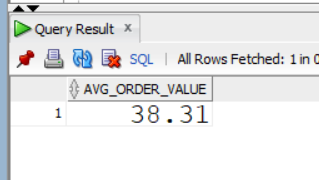 Query Result x
SQL | All Rows Fetched: 1 in 0
AVG_ORDER_VALUE
1 38.31